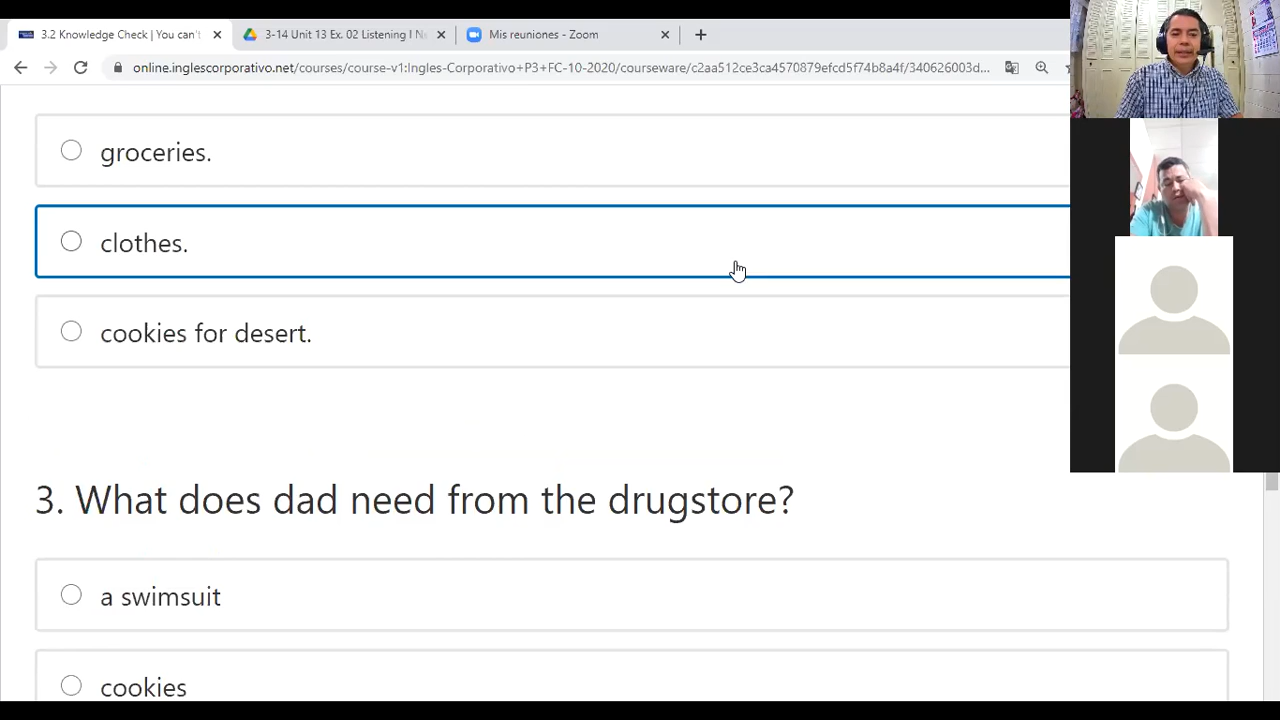 3.2 Knowledge Check | You can't
3-14 Unit 13 Ex. 02 Listening
Mis reuniones - Zoom
online.inglescorporativo.net/courses/course-v1:Ingles-Corporativo+P3+FC-10-2020/courseware/c2aa512ce3ca4570879efcd5f74b8a4f/340626003d...
groceries.
clothes.
cookies for desert.
3. What does dad need from the drugstore?
a swimsuit
cookies